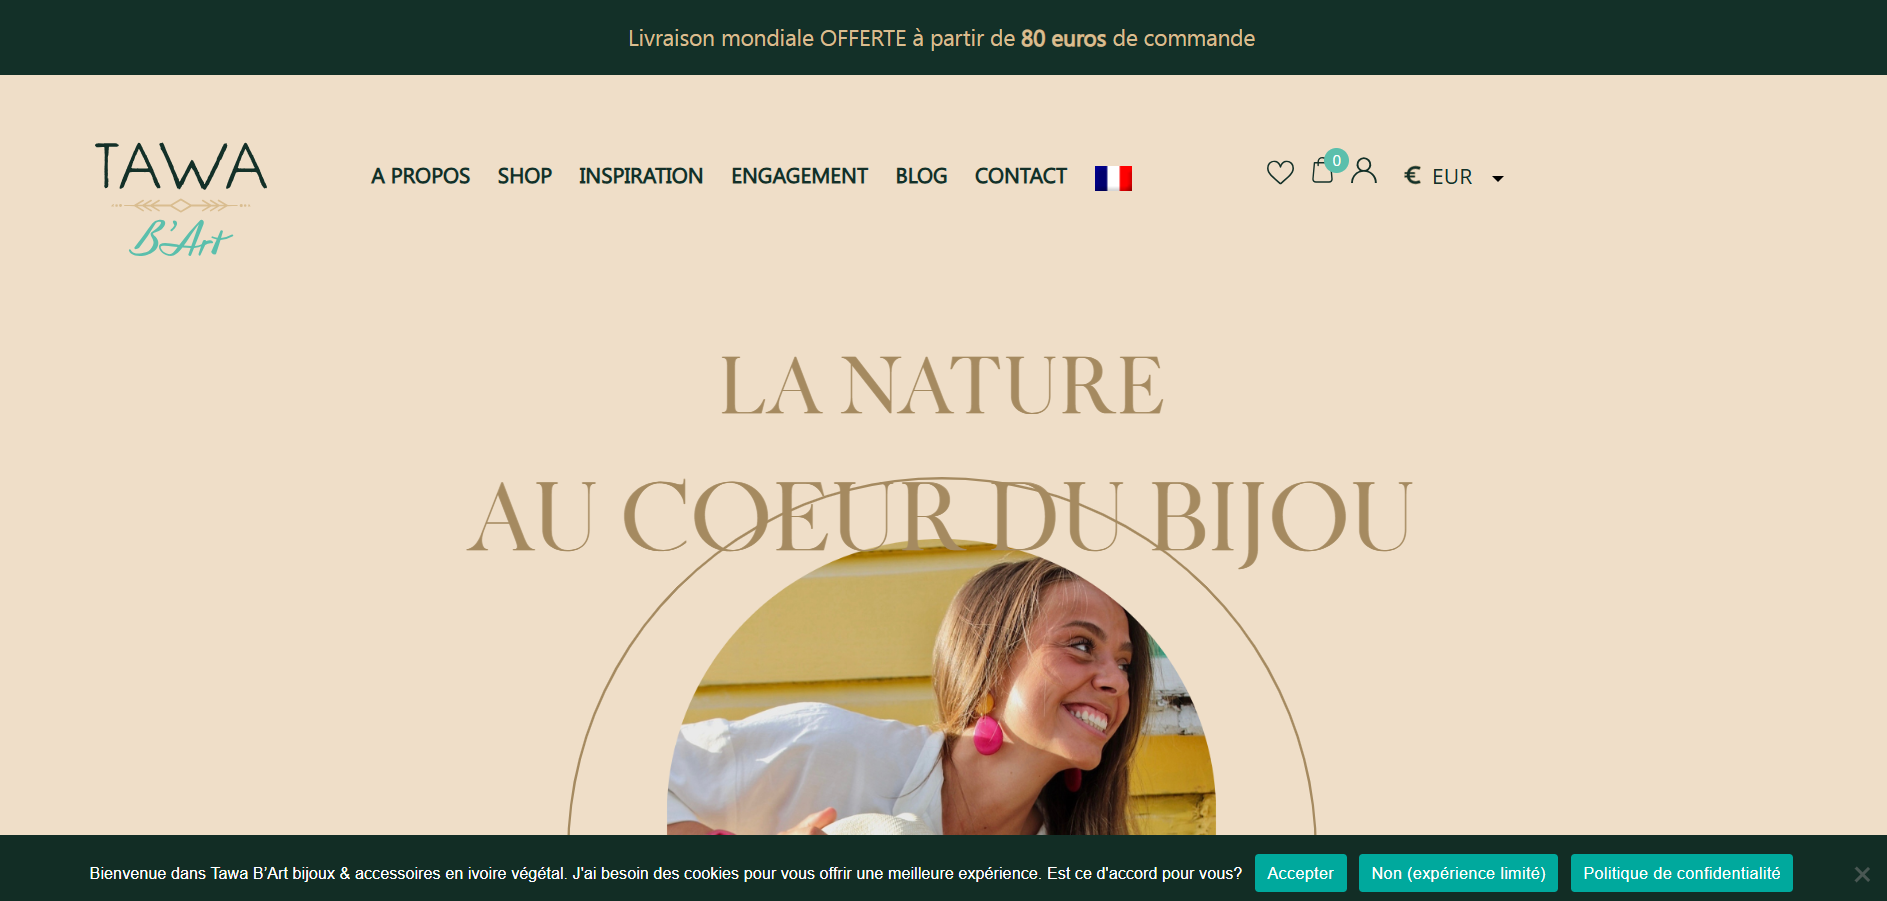 Livraison mondiale OFFERTE à partir de 80 euros de commande
TAWA
B'Art
A PROPOS SHOP INSPIRATION ENGAGEMENT BLOG CONTACT
0
€ EUR
LA NATURE
AU COEUR DU BIJOU
Bienvenue dans Tawa B’Art bijoux & accessoires en ivoire végétal. J'ai besoin des cookies pour vous offrir une meilleure expérience. Est ce d'accord pour vous? Accepter Non (expérience limité) Politique de confidentialité